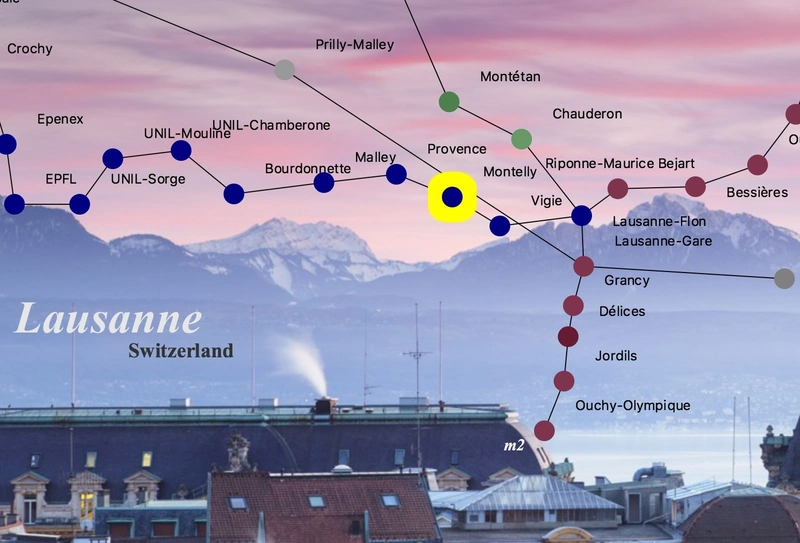 Prilly-Malley
Crochy
Montétan
Chauderon
Epenex
UNIL-Chamberone
UNIL-Mouline
Provence
Malley
Riponne-Maurice Bejart
Bourdonnette
Montelly
EPFL
UNIL-Sorge
Bessières
Vigie
Lausanne-Flon
Lausanne-Gare
Grancy
Délices
Lausanne
Switzerland
Jordils
Ouchy-Olympique
m2